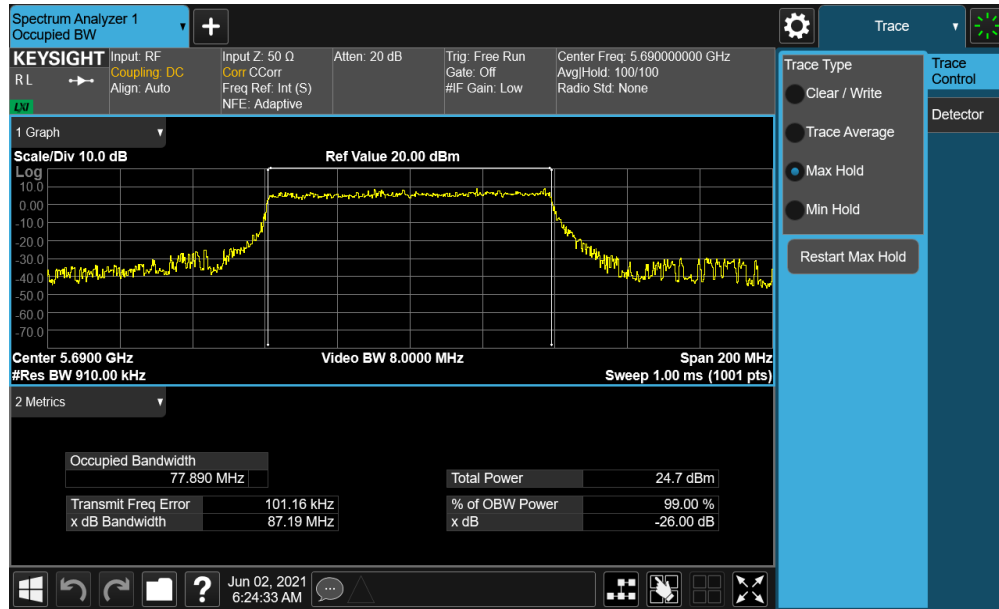 Spectrum Analyzer 1
Occupied BW
+
Trace
KEYSIGHT
R L
LXI
Input: RF
Coupling: DC
Align: Auto
Input Z: 50 Ω
Corr CCorr
Freq Ref: Int (S)
NFE: Adaptive
Atten: 20 dB
Trig: Free Run
Gate: Off
#IF Gain: Low
Center Freq: 5.690000000 GHz
Avg|Hold: 100/100
Radio Std: None
Trace Type
Clear / Write
Trace Average
Max Hold
Min Hold
Restart Max Hold
Trace
Control
Detector
1 Graph
Scale/Div 10.0 dB
Ref Value 20.00 dBm
Log
10.0
0.00
-10.0
-20.0
-30.0
-40.0
-50.0
-60.0
-70.0
Center 5.6900 GHz
Video BW 8.0000 MHz
Span 200 MHz
#Res BW 910.00 kHz
Sweep 1.00 ms (1001 pts)
2 Metrics
Occupied Bandwidth
77.890 MHz
Total Power 24.7 dBm
Transmit Freq Error 101.16 kHz
% of OBW Power 99.00 %
x dB Bandwidth 87.19 MHz
x dB -26.00 dB
?
Jun 02, 2021
6:24:33 AM